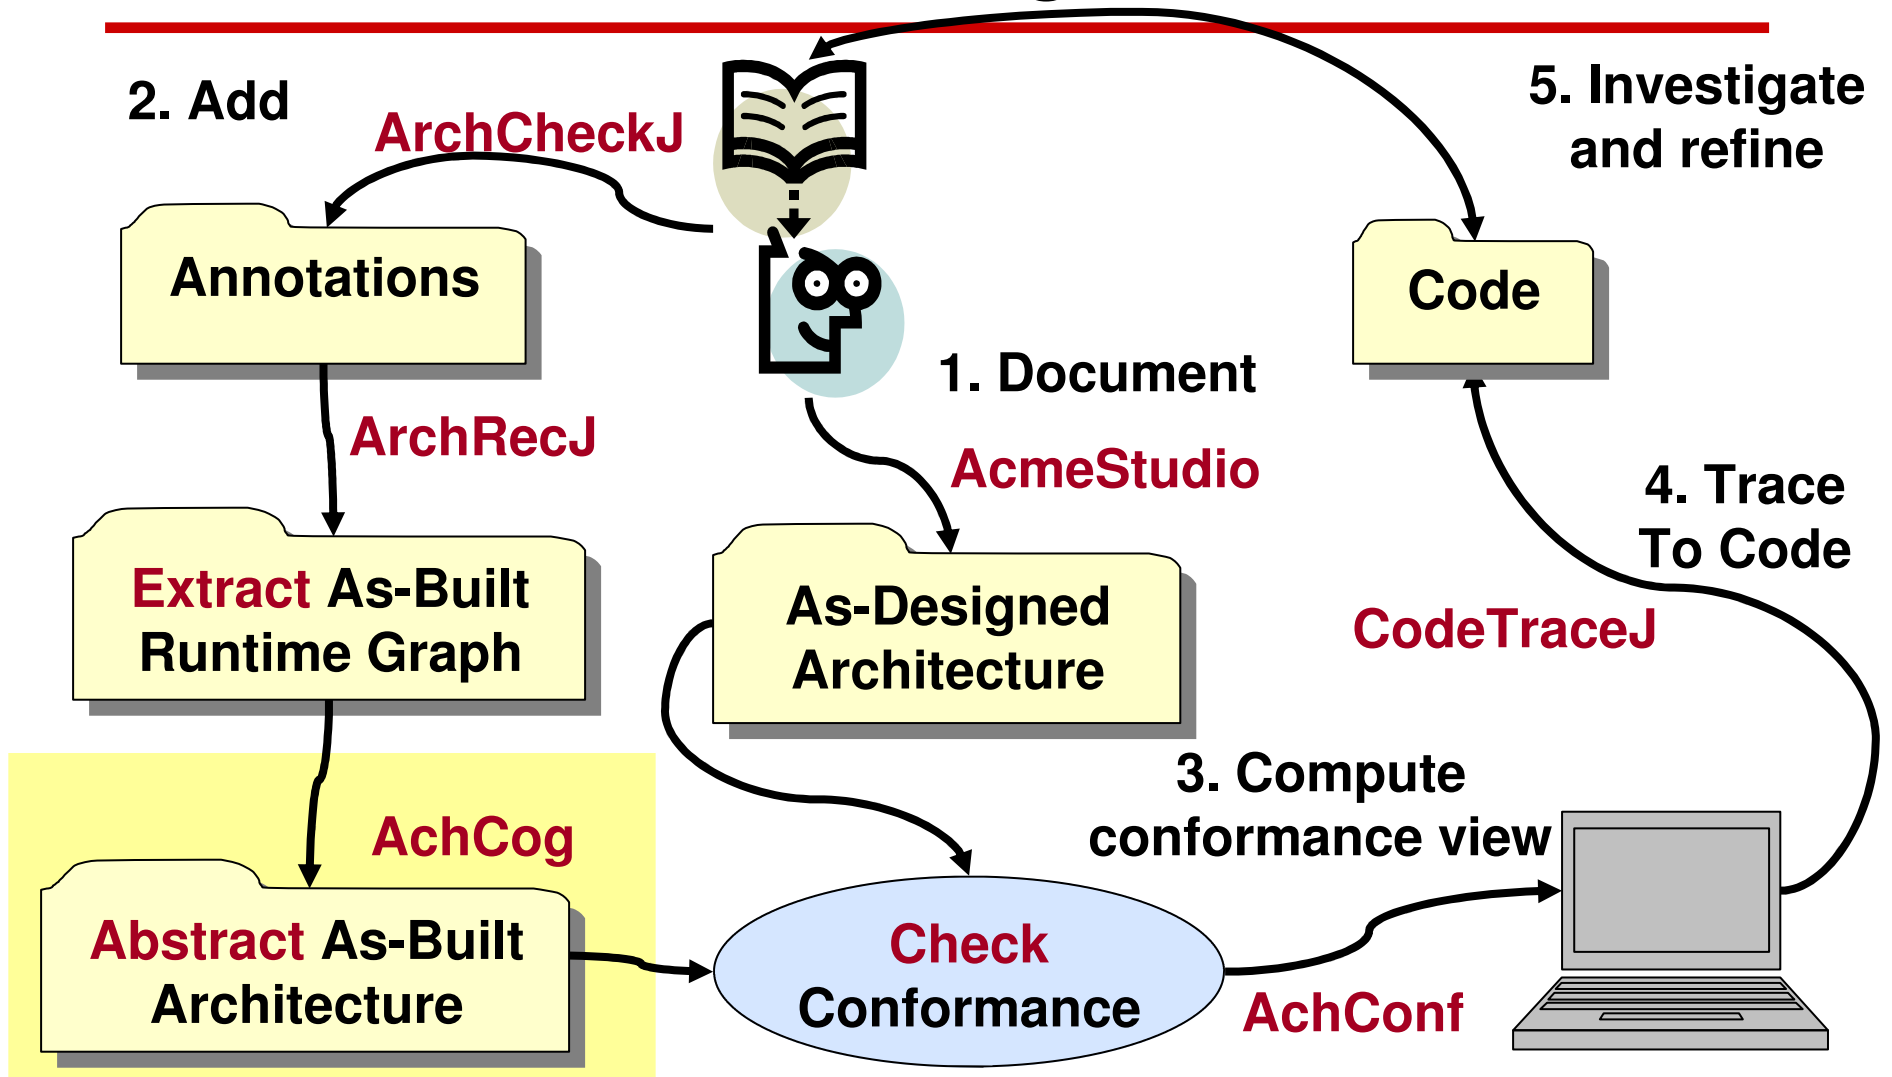 2. Add
ArchCheckJ
5. Investigate
and refine
Annotations
Code
1. Document
ArchRecJ
AcmeStudio
4. Trace
To Code
Extract As-Built
Runtime Graph
As-Designed
Architecture
CodeTraceJ
3. Compute
conformance view
AchCog
Abstract As-Built
Architecture
Check
Conformance
AchConf